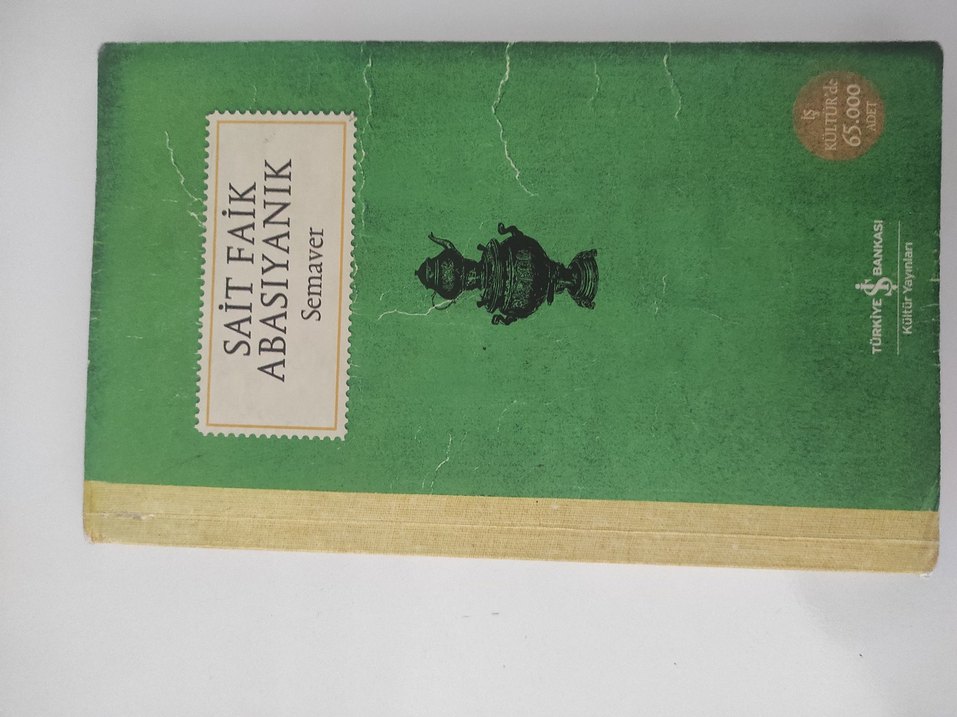 SAİT FAİK
ABASIYANIK
Semaver
İŞ
KÜLTÜR'de
65.000
ADET
TÜRKİYE İŞ BANKASI
Kültür Yayınları